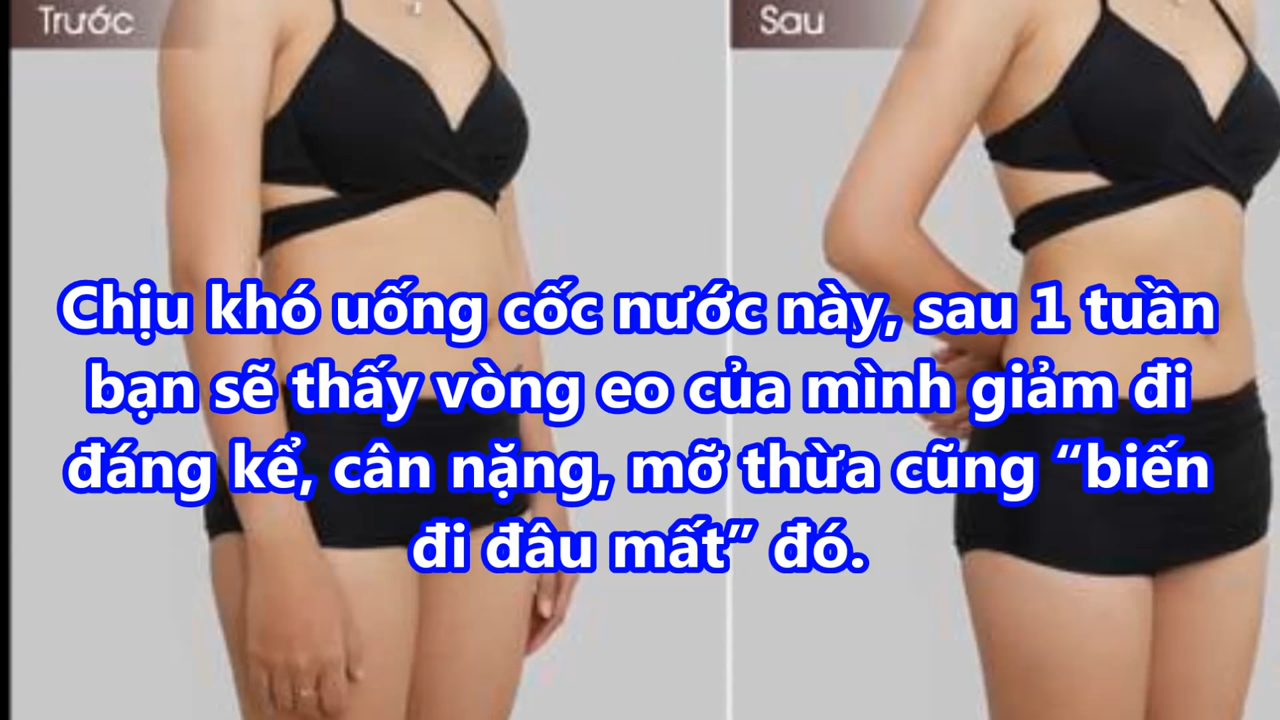 Trước
Sau
Chịu khó uống cốc nước này, sau 1 tuần
bạn sẽ thấy vòng eo của mình giảm đi
đáng kể, cân nặng, mỡ thừa cũng “biến
đi đâu mất” đó.